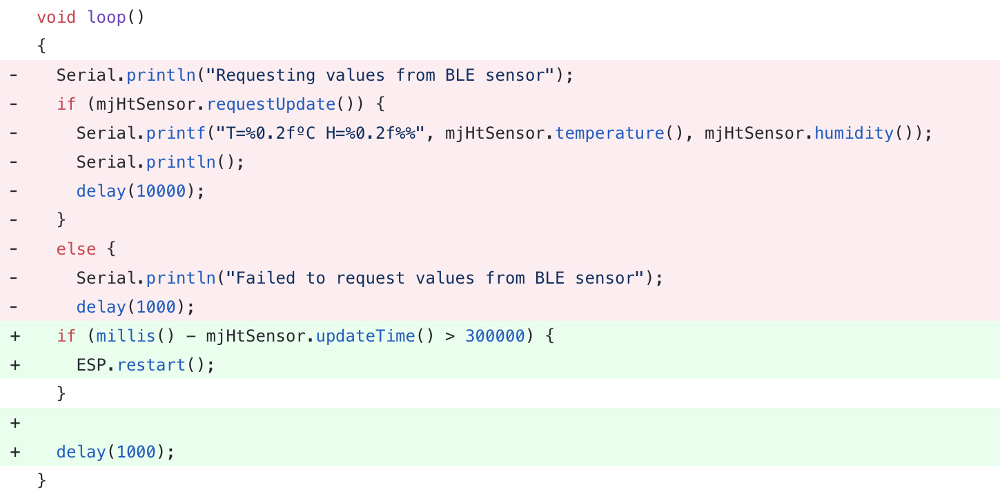 void loop()
{
-   Serial.println("Requesting values from BLE sensor");
-   if (mjHtSensor.requestUpdate()) {
-     Serial.printf("T=%0.2fºC H=%0.2f%%", mjHtSensor.temperature(), mjHtSensor.humidity());
-     Serial.println();
-     delay(10000);
-   }
-   else {
-     Serial.println("Failed to request values from BLE sensor");
-     delay(1000);
+   if (millis() - mjHtSensor.updateTime() > 300000) {
+     ESP.restart();
    }
+
+   delay(1000);
}